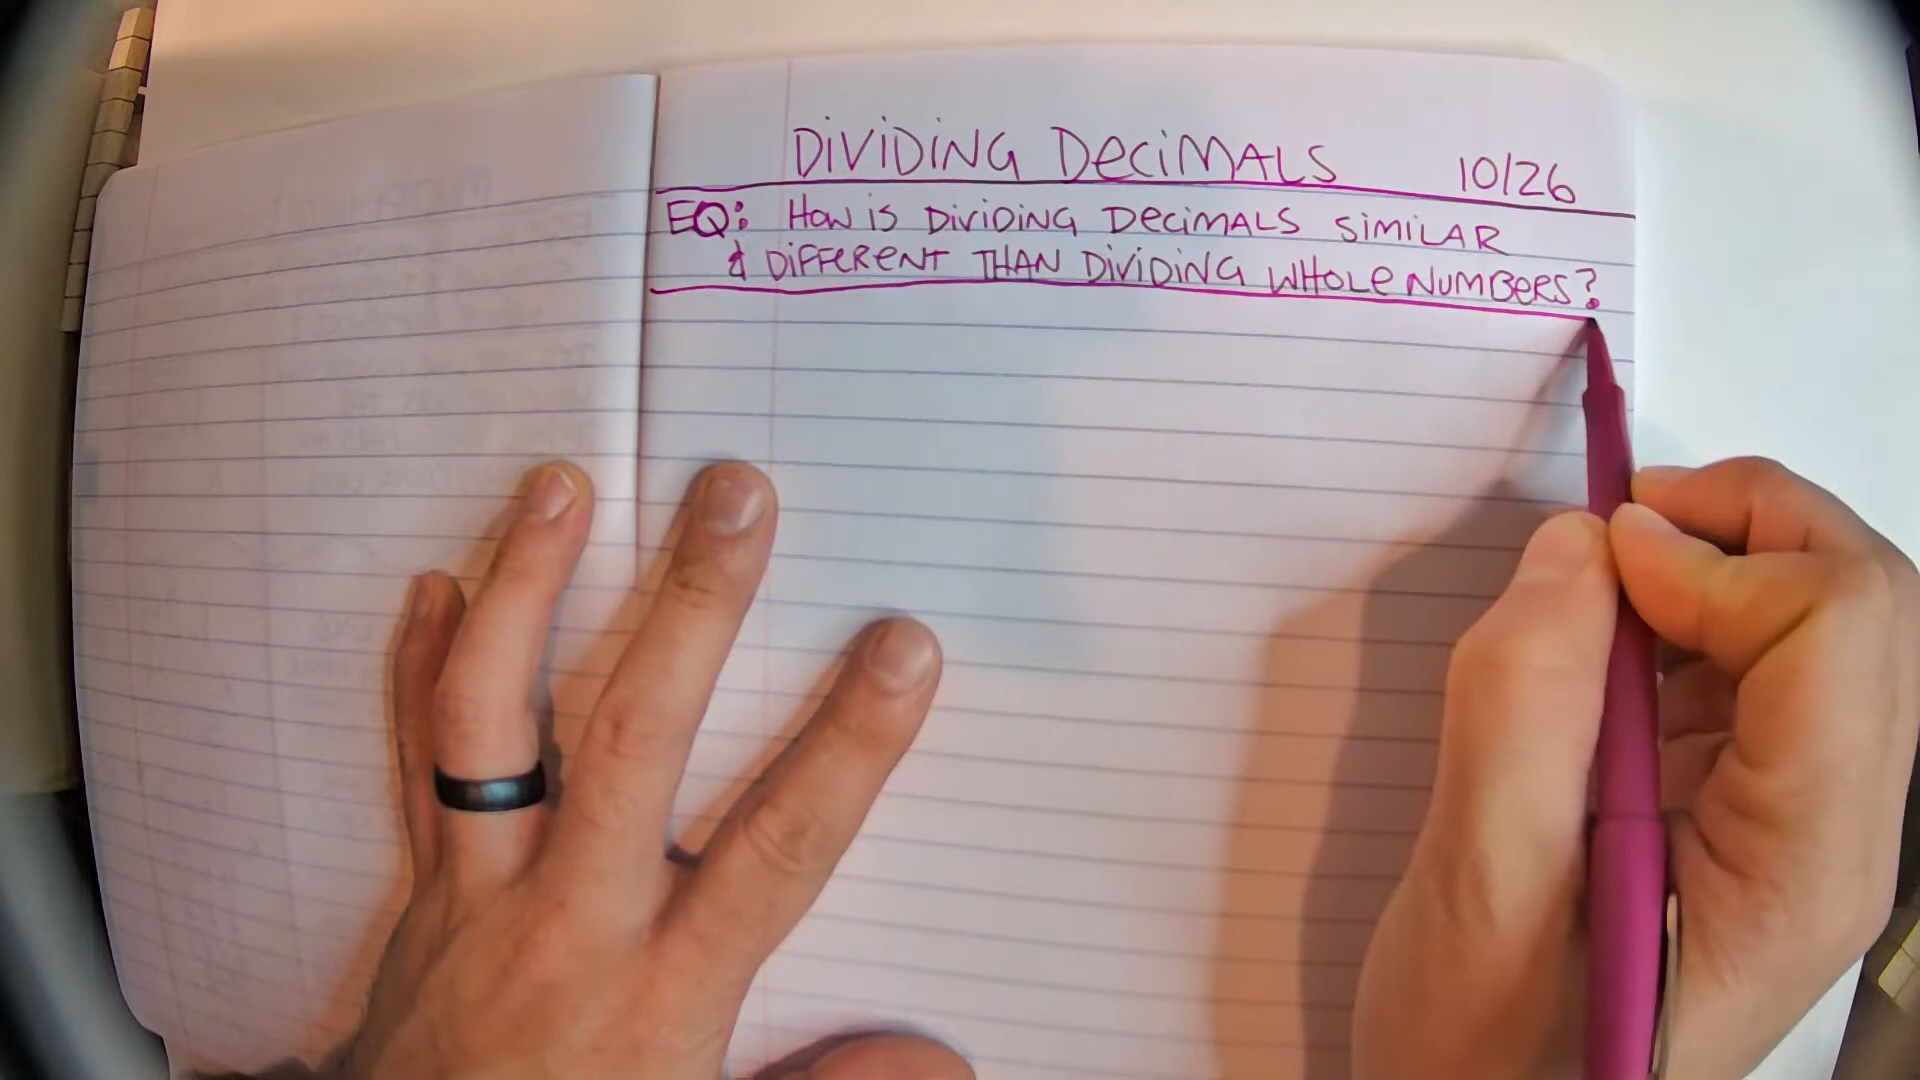 DiViDiNG DeCiMALS 10/26
EQ: How is DiViDiNG DeCiMALS SiMiLAR
& DiFFeReNT THAN DiViDiNG WHOLe NUMBeRS?